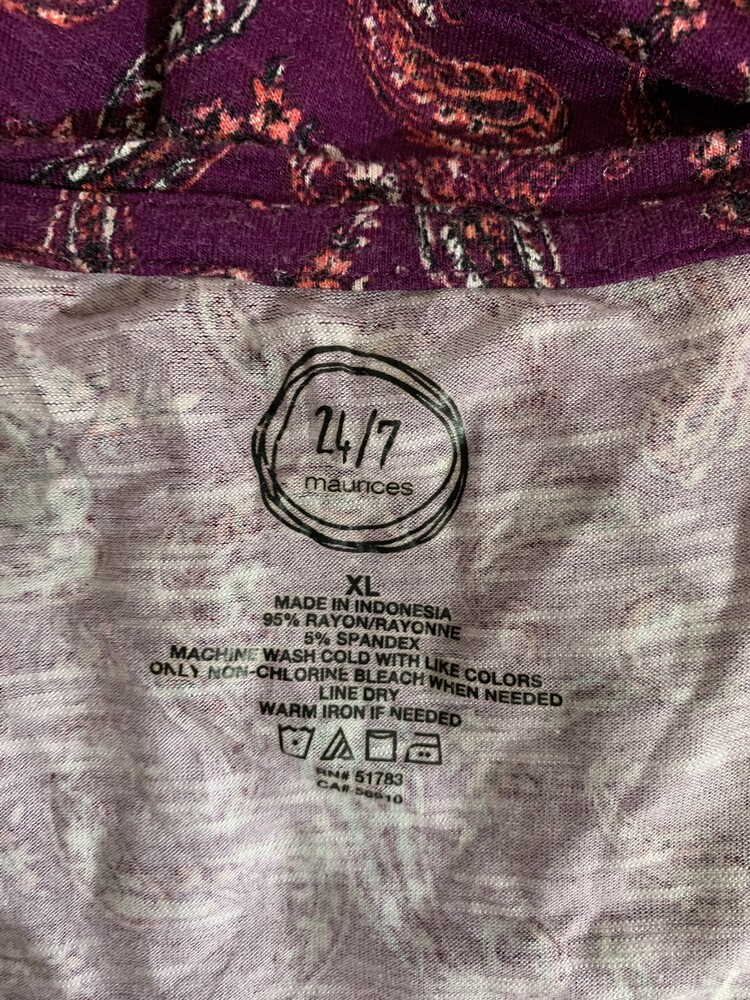 24/7
maurices
XL
MADE IN INDONESIA
95% RAYON/RAYONNE
5% SPANDEX
MACHINE WASH COLD WITH LIKE COLORS
ONLY NON-CHLORINE BLEACH WHEN NEEDED
LINE DRY
WARM IRON IF NEEDED
RN# 51783
CA#